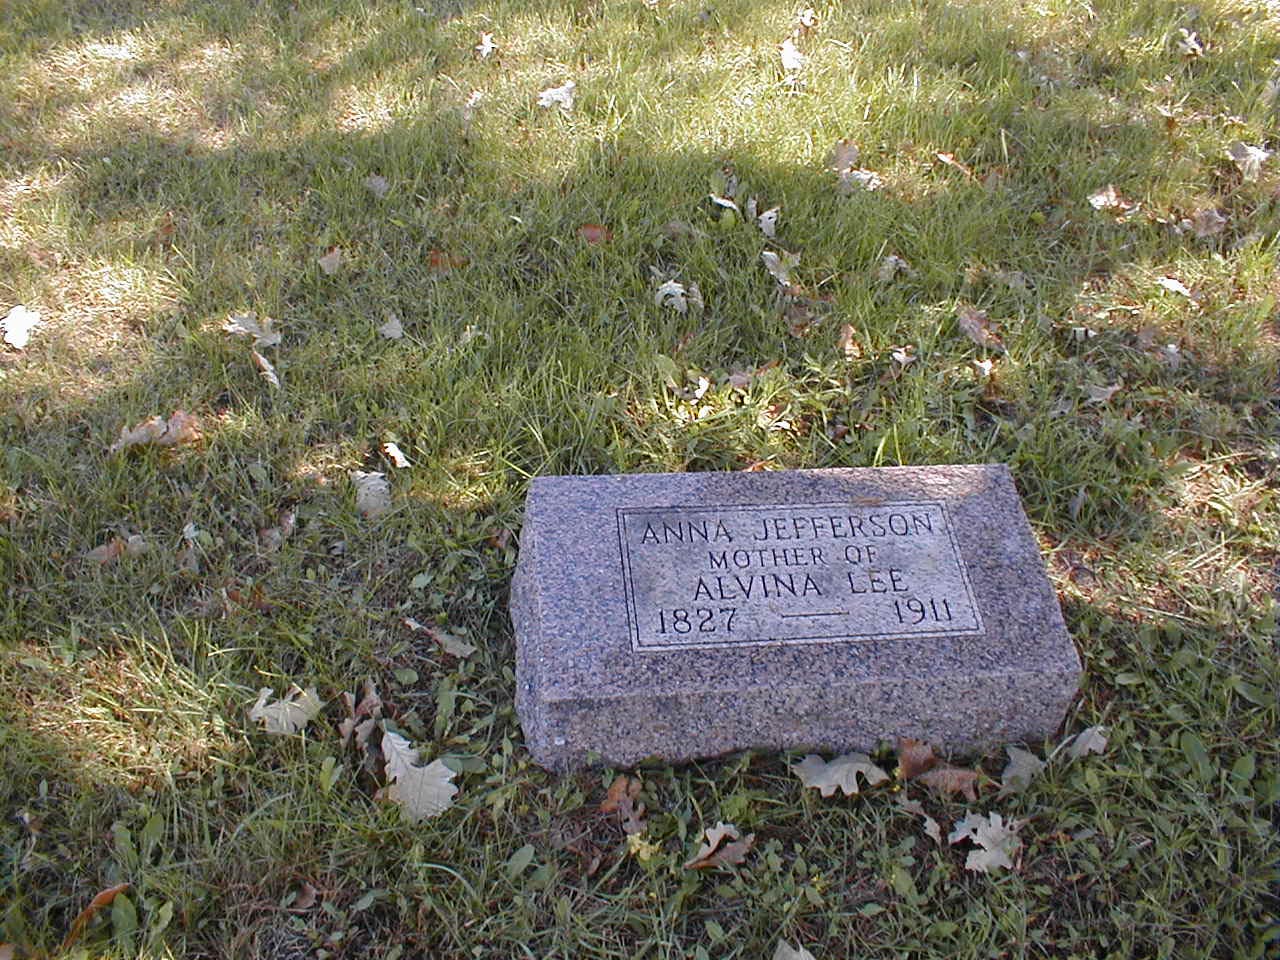 ANNA JEFFERSON
MOTHER OF
ALVINA LEE
1827 — 1911